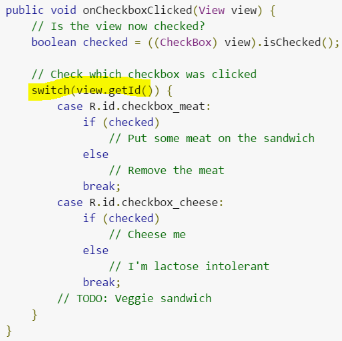 public void onCheckboxClicked(View view) {
    // Is the view now checked?
    boolean checked = ((CheckBox) view).isChecked();

    // Check which checkbox was clicked
    switch(view.getId()) {
        case R.id.checkbox_meat:
            if (checked)
                // Put some meat on the sandwich
            else
                // Remove the meat
            break;
        case R.id.checkbox_cheese:
            if (checked)
                // Cheese me
            else
                // I'm lactose intolerant
            break;
        // TODO: Veggie sandwich
    }
}